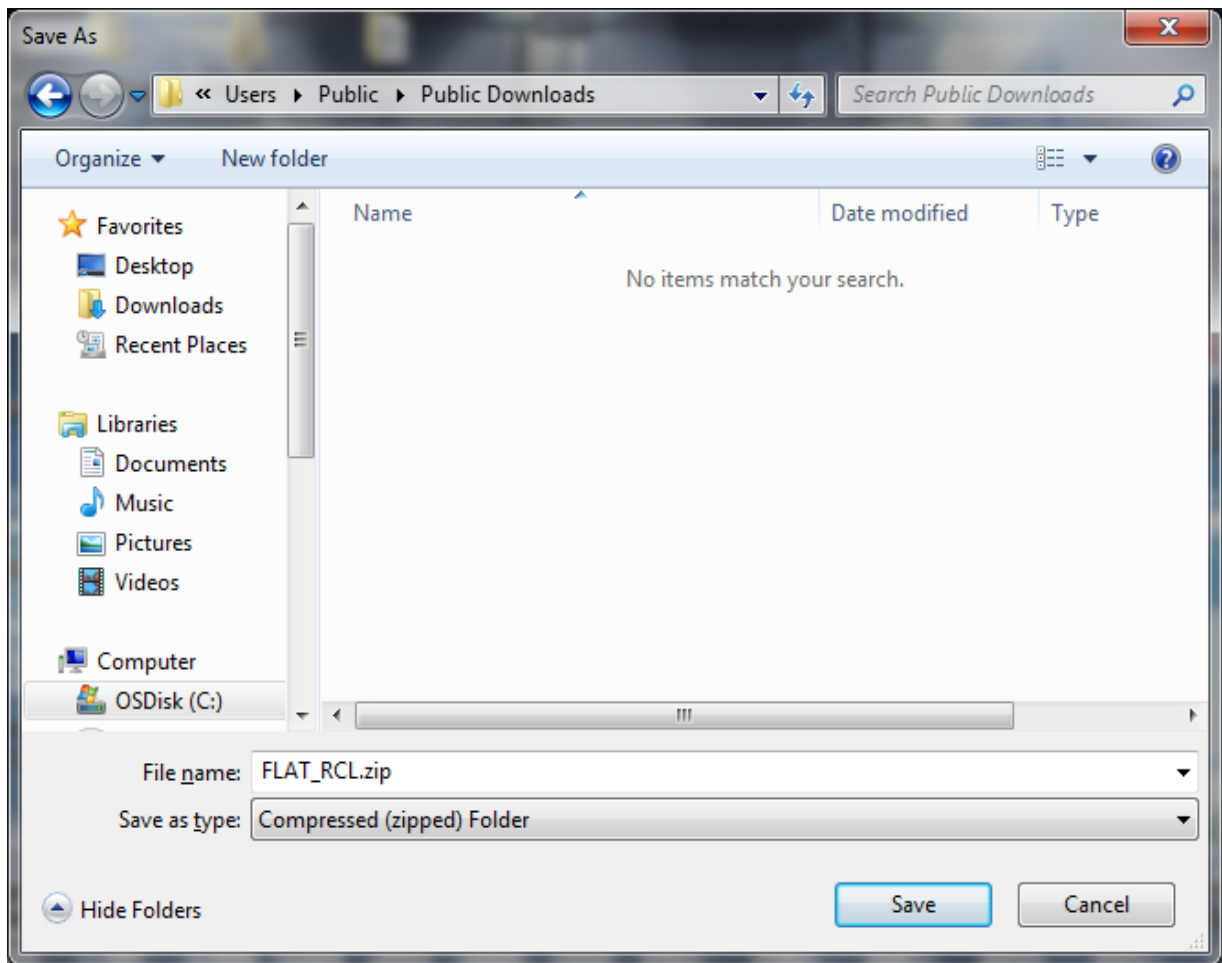 Save As
« Users ▸ Public ▸ Public Downloads
Search Public Downloads
Organize
New folder
Name
Date modified
Type
No items match your search.
Favorites
Desktop
Downloads
Recent Places
Libraries
Documents
Music
Pictures
Videos
Computer
OSDisk (C:)
File name: FLAT_RCL.zip
Save as type: Compressed (zipped) Folder
Hide Folders
Save
Cancel